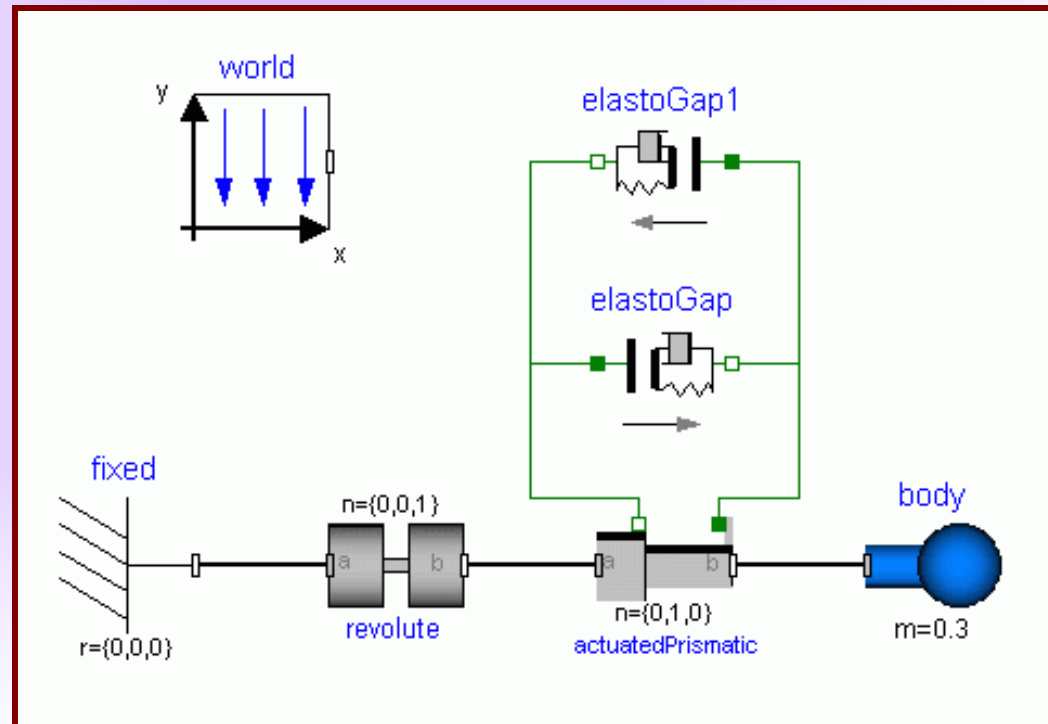 world
y
x
elastoGap1
elastoGap
fixed
n={0,0,1}
a
b
revolute
r={0,0,0}
a
b
n={0,1,0}
actuatedPrismatic
body
m=0.3